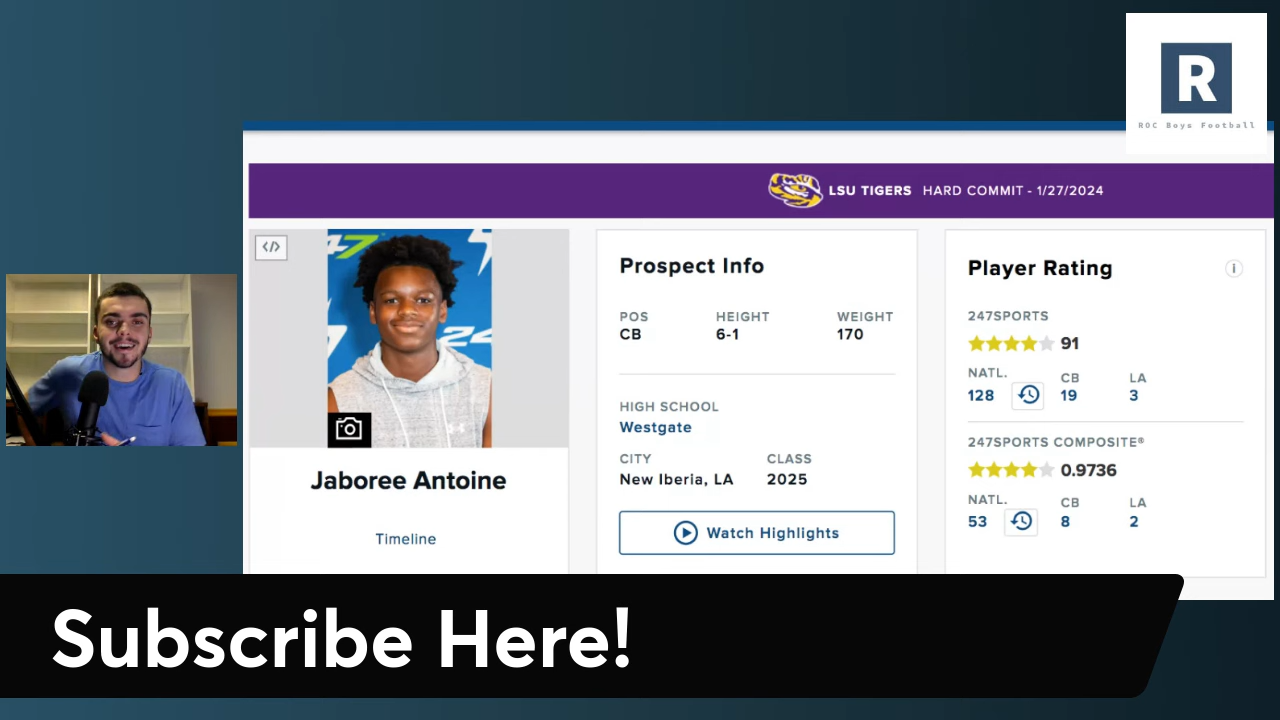 R
ROC Boys Football
LSU TIGERS HARD COMMIT - 1/27/2024
</>
47
24
Jaboree Antoine
Timeline
Prospect Info
POS HEIGHT WEIGHT
CB 6-1 170
HIGH SCHOOL
Westgate
CITY CLASS
New Iberia, LA 2025
Watch Highlights
Player Rating
i
247SPORTS
91
NATL. CB LA
128 19 3
247SPORTS COMPOSITE®
0.9736
NATL. CB LA
53 8 2
Subscribe Here!